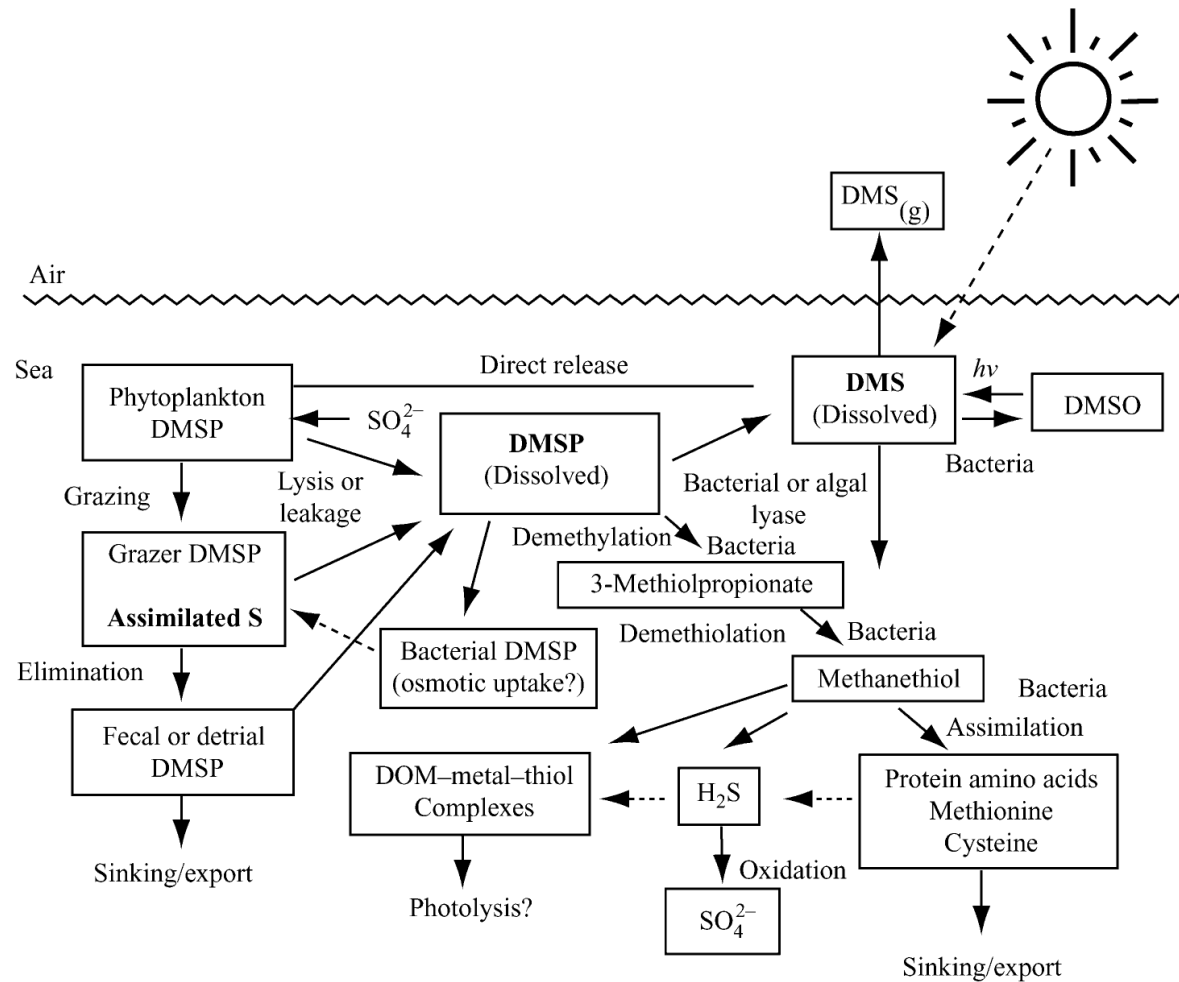 DMS(g)
Air
Sea
Direct release
Phytoplankton
DMSP
SO₄²⁻
DMSP
(Dissolved)
DMS
(Dissolved)
hν
DMSO
Bacteria
Grazing
Lysis or
leakage
Bacterial or algal
lyase
Grazer DMSP
Assimilated S
Demethylation
Bacteria
3-Methiolpropionate
Demethiolation
Bacteria
Elimination
Bacterial DMSP
(osmotic uptake?)
Methanethiol
Bacteria
Assimilation
Fecal or detrial
DMSP
DOM–metal–thiol
Complexes
H₂S
Protein amino acids
Methionine
Cysteine
Sinking/export
Photolysis?
Oxidation
SO₄²⁻
Sinking/export